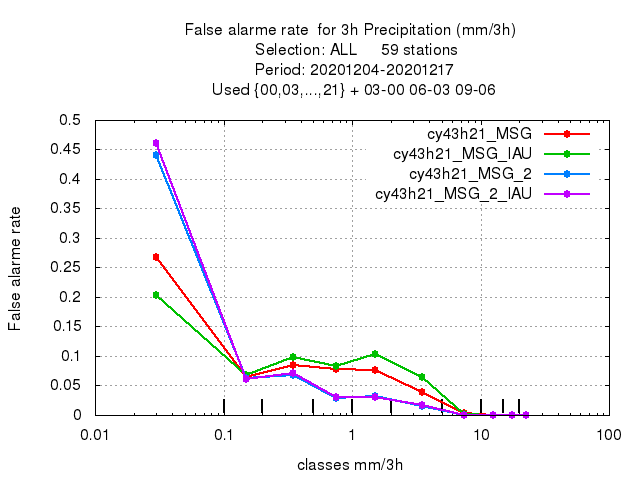 False alarme rate  for 3h Precipitation (mm/3h)
Selection: ALL     59 stations
Period: 20201204-20201217
Used {00,03,...,21} + 03-00 06-03 09-06
cy43h21_MSG
cy43h21_MSG_IAU
cy43h21_MSG_2
cy43h21_MSG_2_IAU
False alarme rate
0.5
0.45
0.4
0.35
0.3
0.25
0.2
0.15
0.1
0.05
0
0.01 0.1 1 10 100
classes mm/3h